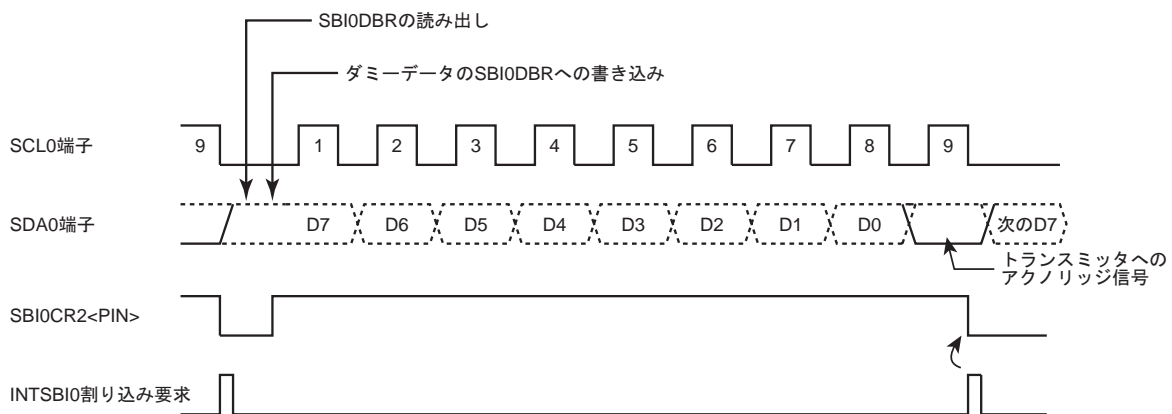 SBI0DBRの読み出し
ダミーデータのSBI0DBRへの書き込み
SCL0端子 9 1 2 3 4 5 6 7 8 9
SDA0端子 D7 D6 D5 D4 D3 D2 D1 D0 次のD7
トランスミッタへの
アクノリッジ信号
SBI0CR2<PIN>
INTSBI0割り込み要求